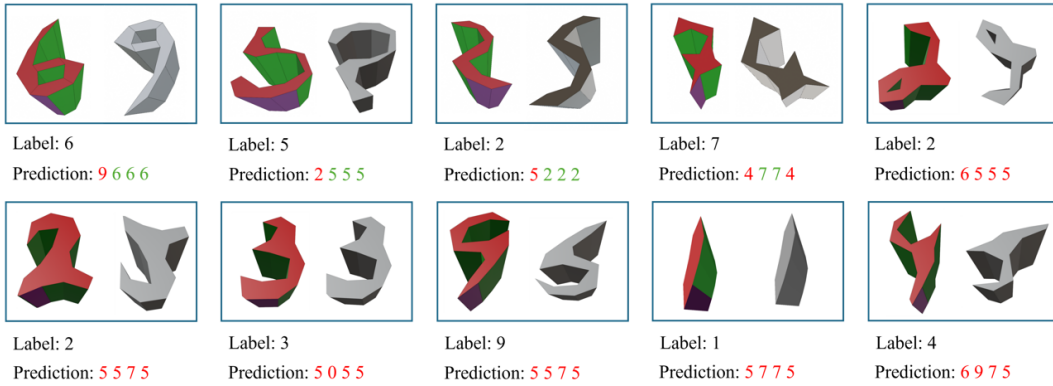 Label: 6
Prediction: 9 6 6 6
Label: 5
Prediction: 2 5 5 5
Label: 2
Prediction: 5 2 2 2
Label: 7
Prediction: 4 7 7 4
Label: 2
Prediction: 6 5 5 5
Label: 2
Prediction: 5 5 7 5
Label: 3
Prediction: 5 0 5 5
Label: 9
Prediction: 5 5 7 5
Label: 1
Prediction: 5 7 7 5
Label: 4
Prediction: 6 9 7 5